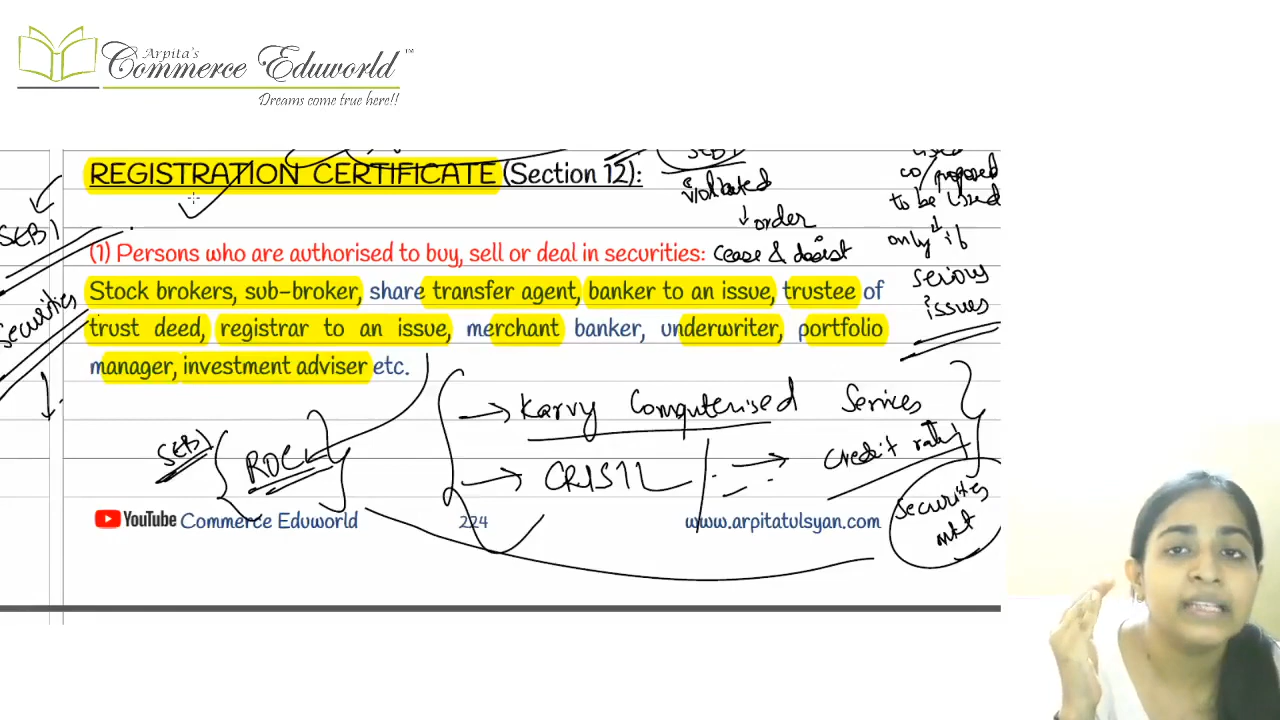 Arpita's
Commerce Eduworld™
Dreams come true here!!
REGISTRATION CERTIFICATE (Section 12):
SEBI
violated
order
cease & desist
co/proposed
to be used
only if
serious
issues
SEBI
Securities
(1) Persons who are authorised to buy, sell or deal in securities:
Stock brokers, sub-broker, share transfer agent, banker to an issue, trustee of
trust deed, registrar to an issue, merchant banker, underwriter, portfolio
manager, investment adviser etc.
Karvy Computerised Services
SEBI
CRISIL
Credit rating
Securities
mkt
YouTube Commerce Eduworld
224
www.arpitatulsyan.com